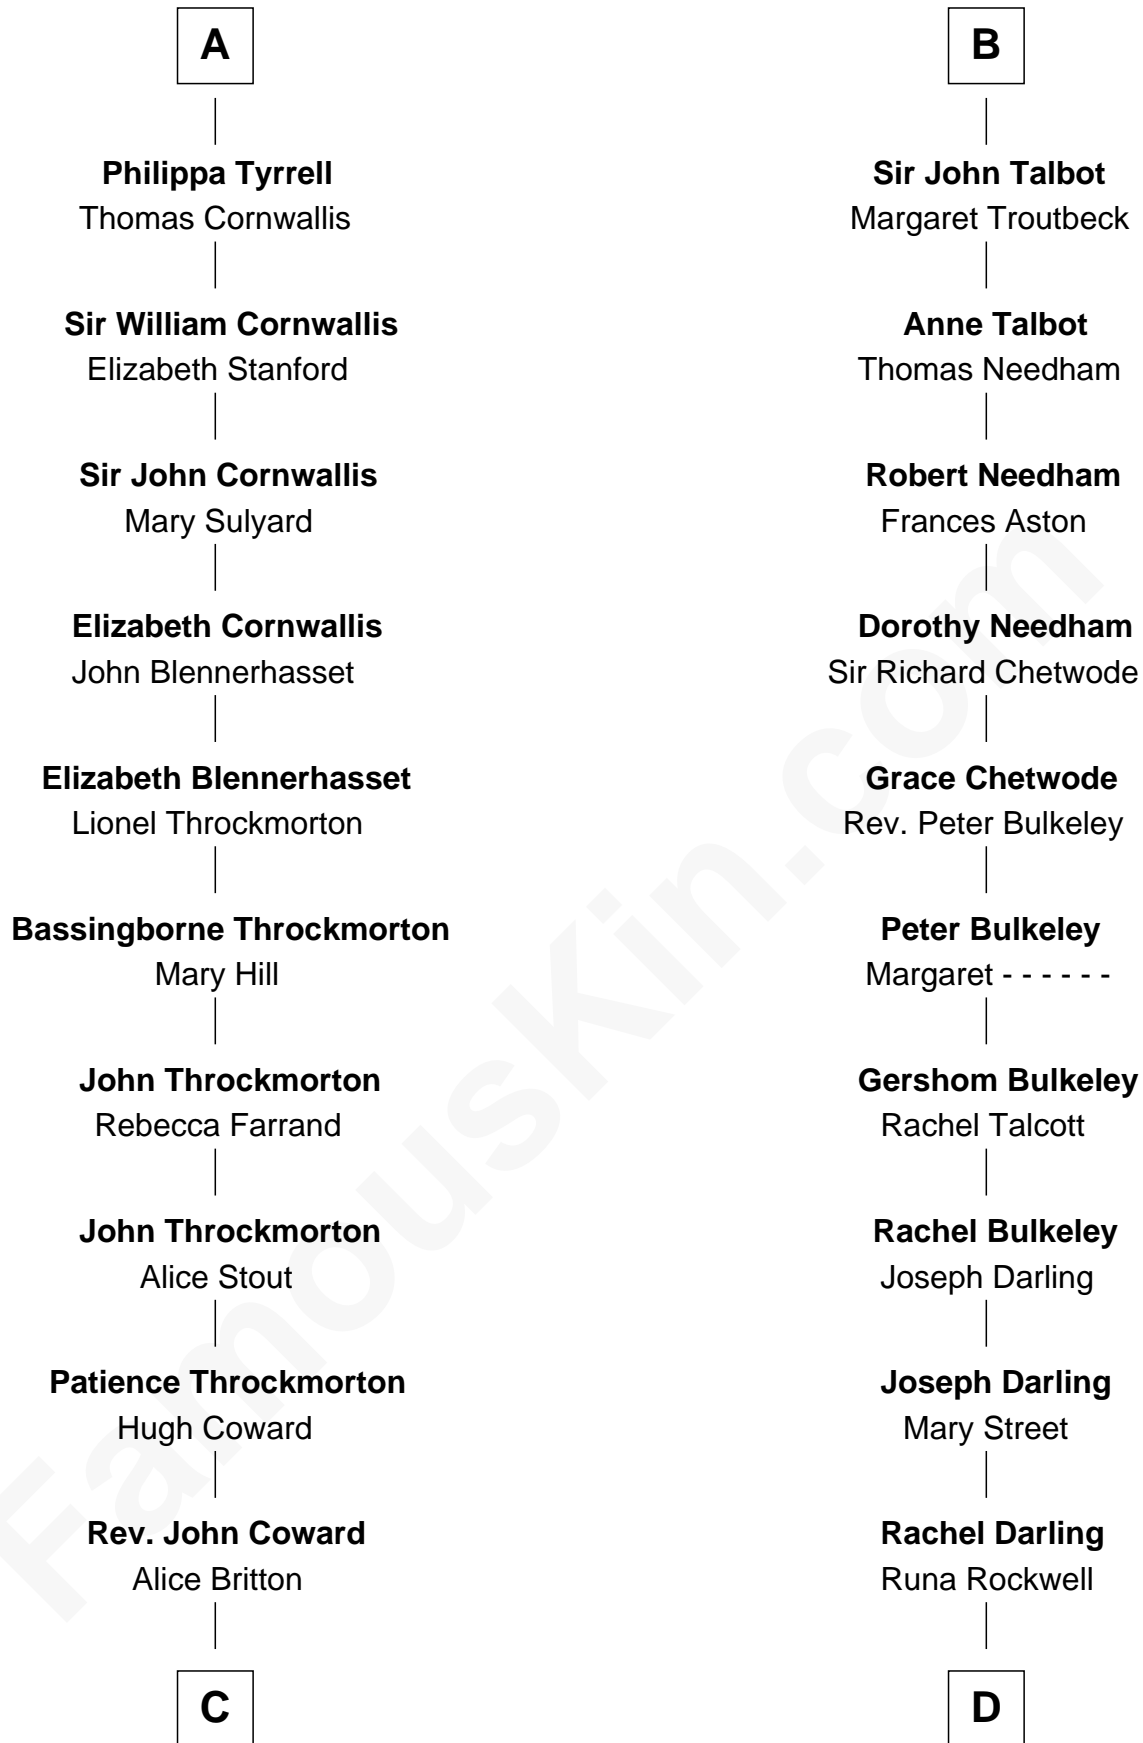 A
Philippa Tyrrell
Thomas Cornwallis
Sir William Cornwallis
Elizabeth Stanford
Sir John Cornwallis
Mary Sulyard
Elizabeth Cornwallis
John Blennerhasset
Elizabeth Blennerhasset
Lionel Throckmorton
Bassingborne Throckmorton
Mary Hill
John Throckmorton
Rebecca Farrand
John Throckmorton
Alice Stout
Patience Throckmorton
Hugh Coward
Rev. John Coward
Alice Britton
C
B
Sir John Talbot
Margaret Troutbeck
Anne Talbot
Thomas Needham
Robert Needham
Frances Aston
Dorothy Needham
Sir Richard Chetwode
Grace Chetwode
Rev. Peter Bulkeley
Peter Bulkeley
Margaret - - - - - -
Gershom Bulkeley
Rachel Talcott
Rachel Bulkeley
Joseph Darling
Joseph Darling
Mary Street
Rachel Darling
Runa Rockwell
D
FamousKin.com